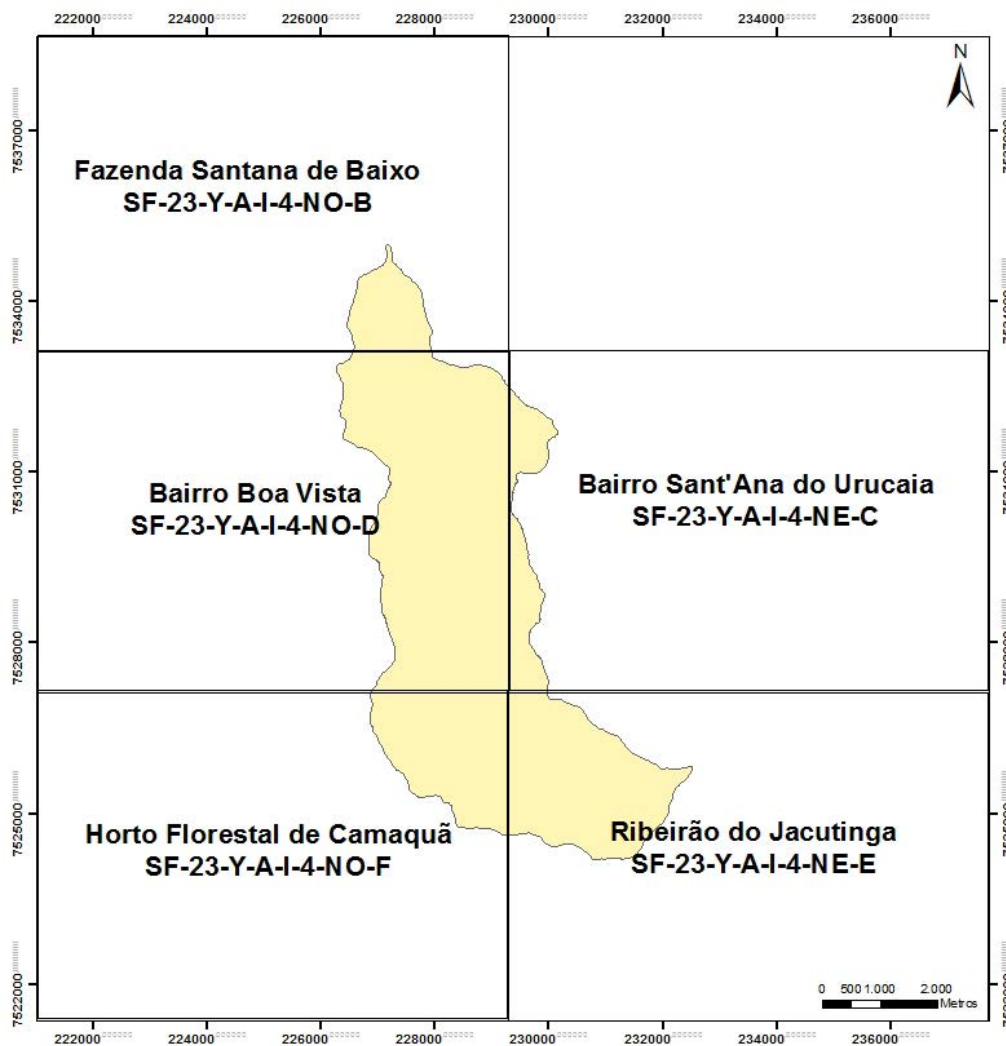 222000 224000 226000 228000 230000 232000 234000 236000
N
7537000
7537000
Fazenda Santana de Baixo
SF-23-Y-A-I-4-NO-B
7534000
7531000
Bairro Boa Vista
SF-23-Y-A-I-4-NO-D
Bairro Sant'Ana do Urucaia
SF-23-Y-A-I-4-NE-C
7528000
7525000
Horto Florestal de Camaquã
SF-23-Y-A-I-4-NO-F
Ribeirão do Jacutinga
SF-23-Y-A-I-4-NE-E
7522000
0 500 1.000 2.000
Metros
222000 224000 226000 228000 230000 232000 234000 236000